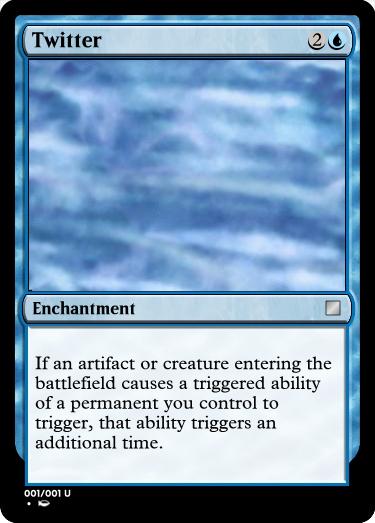 Twitter 2
Enchantment
If an artifact or creature entering the
battlefield causes a triggered ability
of a permanent you control to
trigger, that ability triggers an
additional time.
001/001 U